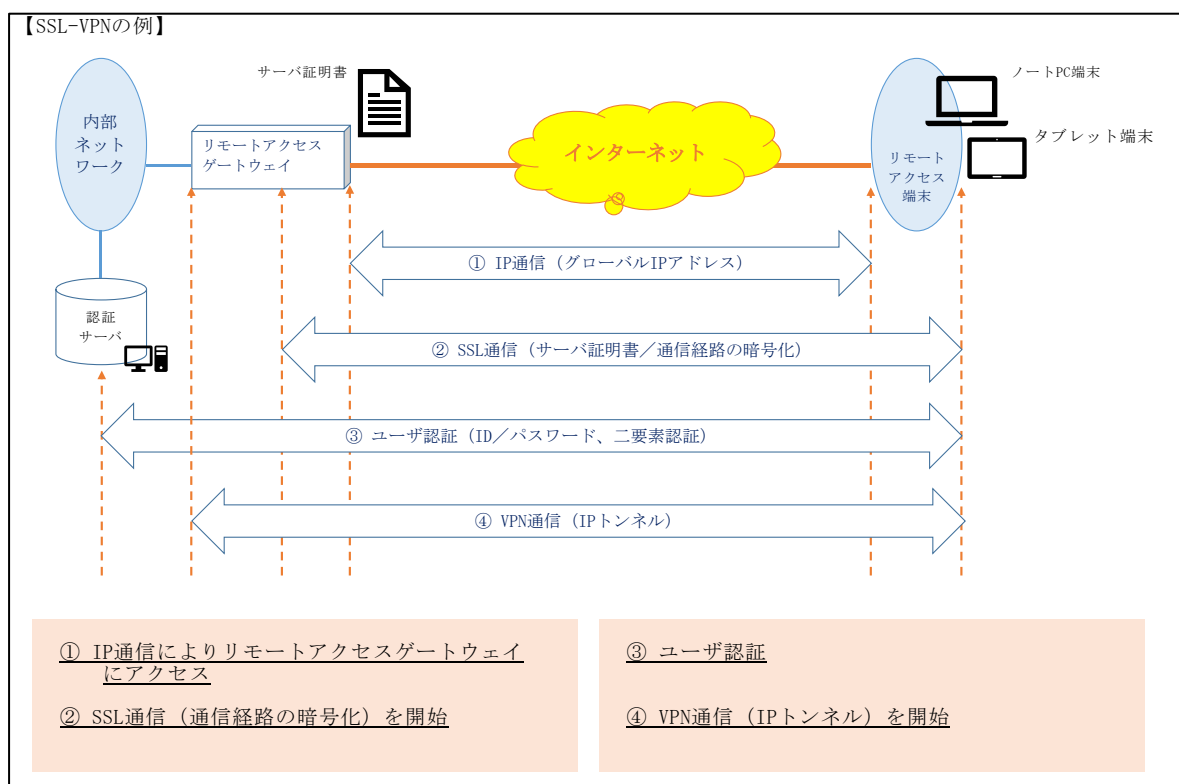 【SSL-VPNの例】
サーバ証明書
ノートPC端末
タブレット端末
内部
ネット
ワーク
リモートアクセス
ゲートウェイ
インターネット
リモート
アクセス
端末
① IP通信（グローバルIPアドレス）
認証
サーバ
② SSL通信（サーバ証明書／通信経路の暗号化）
③ ユーザ認証（ID／パスワード、二要素認証）
④ VPN通信（IPトンネル）
① IP通信によりリモートアクセスゲートウェイ
にアクセス
② SSL通信（通信経路の暗号化）を開始
③ ユーザ認証
④ VPN通信（IPトンネル）を開始